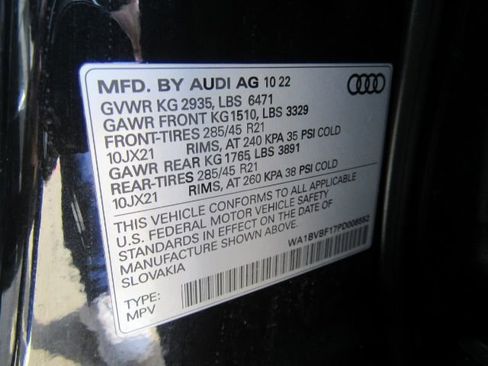 MFD. BY AUDI AG 10 22
GVWR KG 2935, LBS 6471
GAWR FRONT KG1510, LBS 3329
FRONT-TIRES 285/45 R21
10JX21 RIMS, AT 240 KPA 35 PSI COLD
GAWR REAR KG 1765, LBS 3891
REAR-TIRES 285/45 R21
10JX21 RIMS, AT 260 KPA 38 PSI COLD
THIS VEHICLE CONFORMS TO ALL APPLICABLE
U.S. FEDERAL MOTOR VEHICLE SAFETY
STANDARDS IN EFFECT ON THE DATE OF
MANUFACTURE SHOWN ABOVE.
SLOVAKIA
WA1BVBF17PD008552
TYPE:
MPV